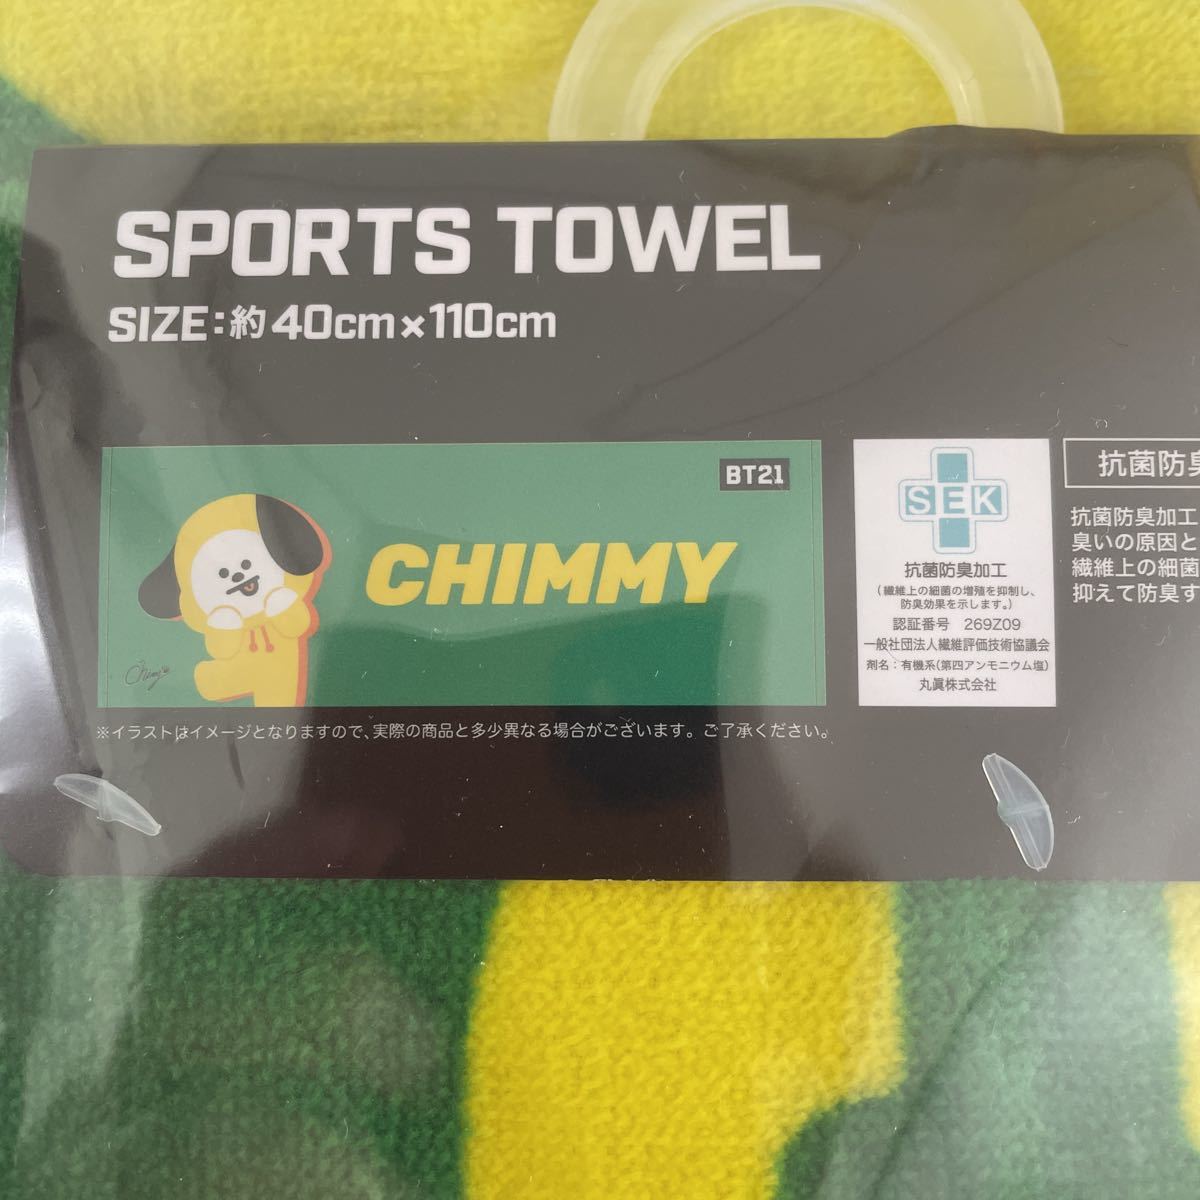 SPORTS TOWEL
SIZE:約40cm×110cm
BT21
CHIMMY
※イラストはイメージとなりますので、実際の商品と多少異なる場合がございます。ご了承ください。
SEK
抗菌防臭加工
(繊維上の細菌の増殖を抑制し、
防臭効果を示します。)
認証番号 269Z09
一般社団法人繊維評価技術協議会
剤名:有機系(第四アンモニウム塩)
丸眞株式会社
抗菌防臭
抗菌防臭加工
臭いの原因と
繊維上の細菌
抑えて防臭す